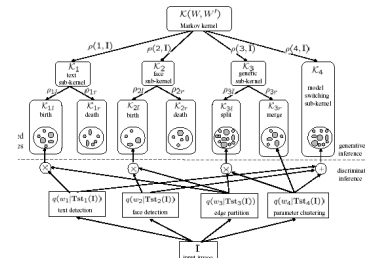 K(W, W′)
Markov kernel
ρ(1,I) ρ(2,I) ρ(3,I) ρ(4,I)
K₁ K₂ K₃ K₄
text face generic model
sub-kernel sub-kernel sub-kernel switching
sub-kernel
ρ₁ₗ ρ₁ᵣ ρ₂ₗ ρ₂ᵣ ρ₃ₗ ρ₃ᵣ
K₁ₗ K₁ᵣ K₂ₗ K₂ᵣ K₃ₗ K₃ᵣ
birth death birth death split merge
generative
inference
inference
q(w₁|Tst₁(I)) q(w₂|Tst₂(I)) q(w₃|Tst₃(I)) q(w₄|Tst₄(I))
text detection face detection edge partition parameter clustering
I
input image